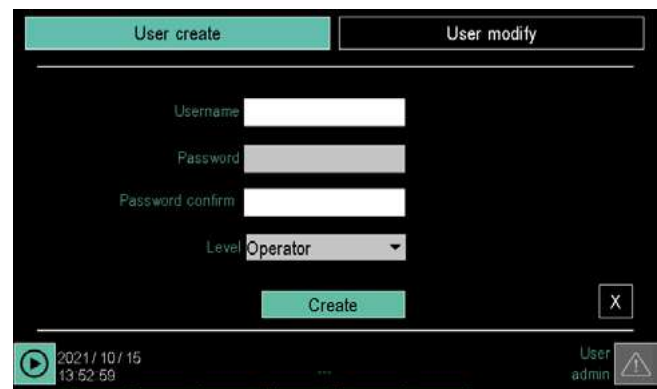 User create
User modify
Username
Password
Password confirm
Level Operator
Create
X
2021/10/15
13:52:59
...
User
admin